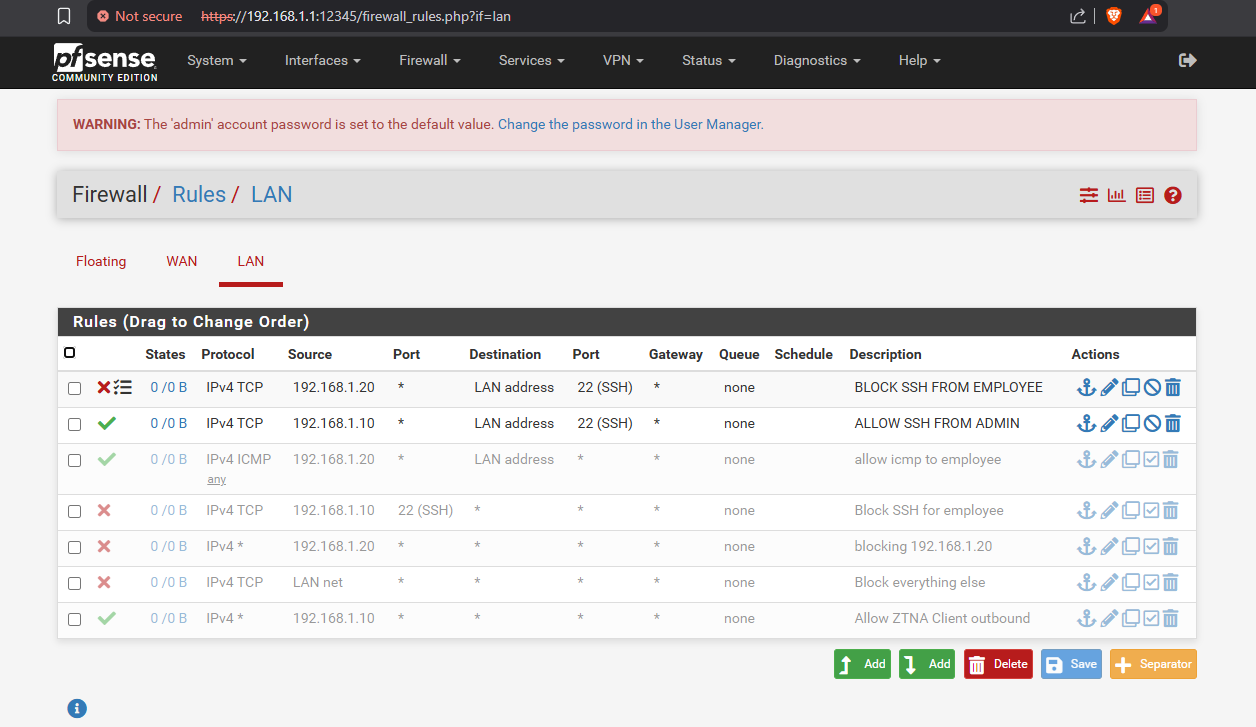 Not secure https://192.168.1.1:12345/firewall_rules.php?if=lan 1
pfsense COMMUNITY EDITION System Interfaces Firewall Services VPN Status Diagnostics Help
WARNING: The 'admin' account password is set to the default value. Change the password in the User Manager.
Firewall / Rules / LAN
Floating WAN LAN
Rules (Drag to Change Order)
States Protocol Source Port Destination Port Gateway Queue Schedule Description Actions
0 /0 B IPv4 TCP 192.168.1.20 * LAN address 22 (SSH) * none BLOCK SSH FROM EMPLOYEE
0 /0 B IPv4 TCP 192.168.1.10 * LAN address 22 (SSH) * none ALLOW SSH FROM ADMIN
0 /0 B IPv4 ICMP 192.168.1.20 * LAN address * * none allow icmp to employee
any
0 /0 B IPv4 TCP 192.168.1.10 22 (SSH) * * * none Block SSH for employee
0 /0 B IPv4 * 192.168.1.20 * * * * none blocking 192.168.1.20
0 /0 B IPv4 TCP LAN net * * * * none Block everything else
0 /0 B IPv4 * 192.168.1.10 * * * * none Allow ZTNA Client outbound
Add Add Delete Save Separator